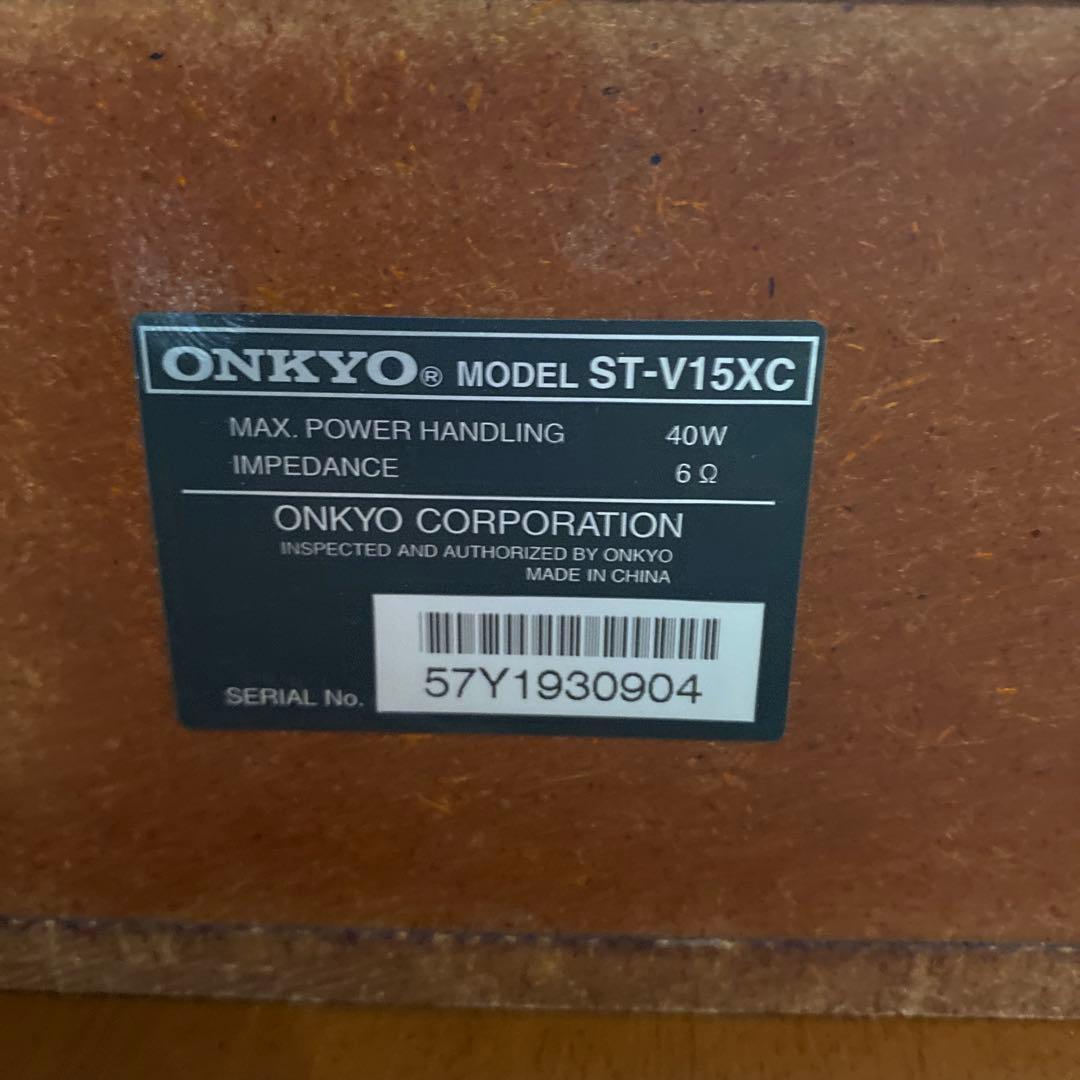 ONKYO® MODEL ST-V15XC
MAX. POWER HANDLING 40W
IMPEDANCE 6 Ω
ONKYO CORPORATION
INSPECTED AND AUTHORIZED BY ONKYO
MADE IN CHINA
SERIAL No. 57Y1930904